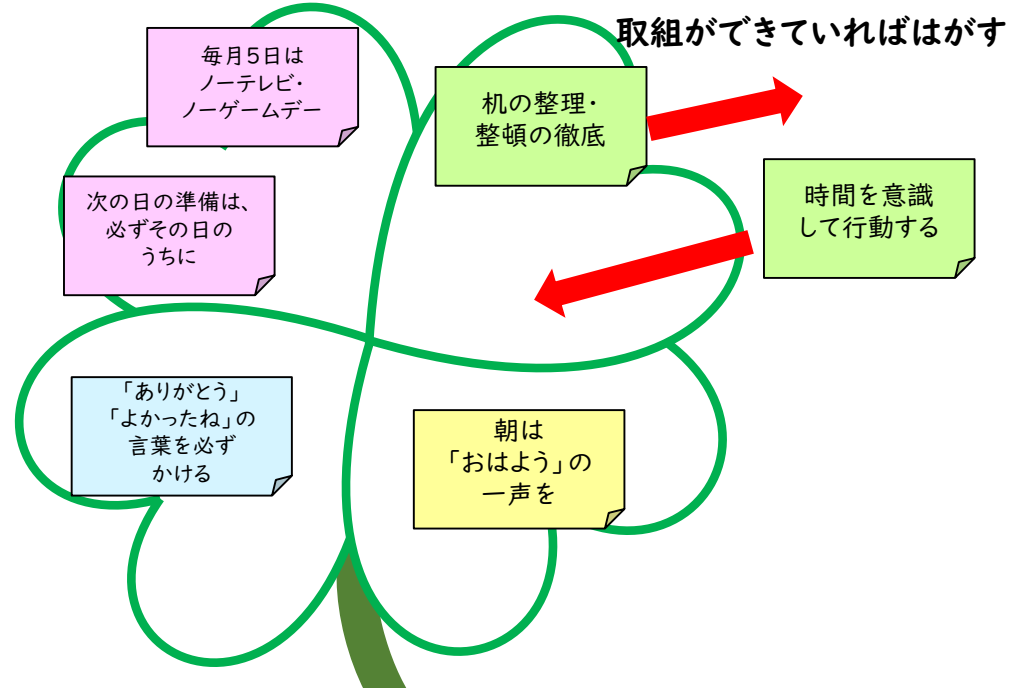 取組ができていればはがす
毎月5日は
ノーテレビ・
ノーゲームデー
机の整理・
整頓の徹底
次の日の準備は、
必ずその日の
うちに
時間を意識
して行動する
「ありがとう」
「よかったね」の
言葉を必ず
かける
朝は
「おはよう」の
一声を